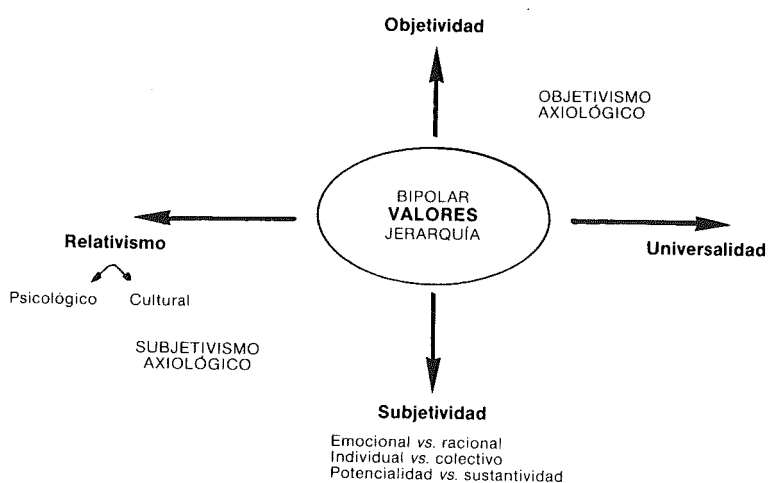 Objetividad
OBJETIVISMO
AXIOLÓGICO
BIPOLAR
VALORES
JERARQUÍA
Relativismo
Universalidad
Psicológico Cultural
SUBJETIVISMO
AXIOLÓGICO
Subjetividad
Emocional vs. racional
Individual vs. colectivo
Potencialidad vs. sustantividad